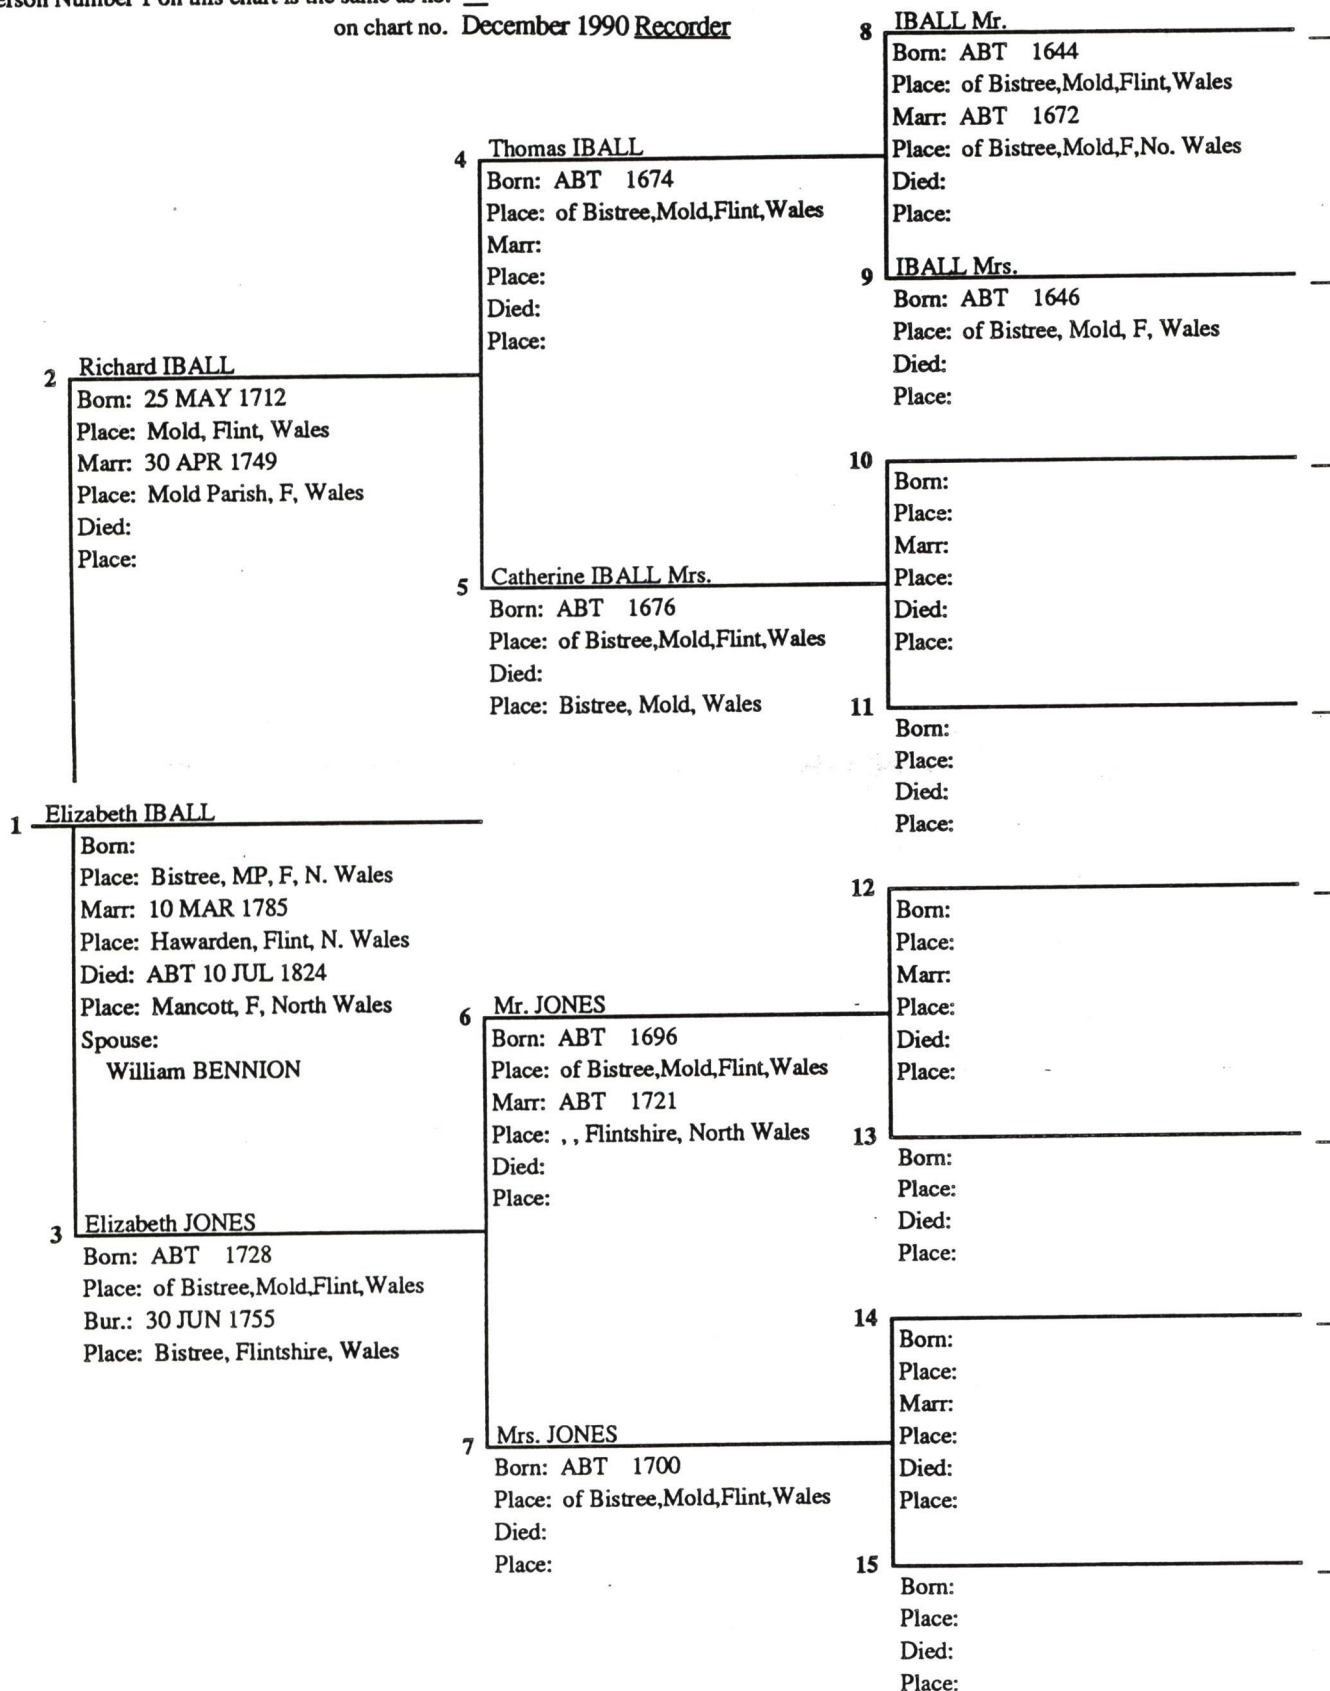 erson Number 1 on this chart is the same as no.
on chart no. December 1990 Recorder
8 IBALL Mr.
Born: ABT 1644
Place: of Bistree,Mold,Flint,Wales
Marr: ABT 1672
Place: of Bistree,Mold,F,No. Wales
Died:
Place:
4 Thomas IBALL
Born: ABT 1674
Place: of Bistree,Mold,Flint,Wales
Marr:
Place:
Died:
Place:
9 IBALL Mrs.
Born: ABT 1646
Place: of Bistree, Mold, F, Wales
Died:
Place:
2 Richard IBALL
Born: 25 MAY 1712
Place: Mold, Flint, Wales
Marr: 30 APR 1749
Place: Mold Parish, F, Wales
Died:
Place:
10
Born:
Place:
Marr:
Place:
Died:
Place:
5 Catherine IBALL Mrs.
Born: ABT 1676
Place: of Bistree,Mold,Flint,Wales
Died:
Place: Bistree, Mold, Wales
11
Born:
Place:
Died:
Place:
1 Elizabeth IBALL
Born:
Place: Bistree, MP, F, N. Wales
Marr: 10 MAR 1785
Place: Hawarden, Flint, N. Wales
Died: ABT 10 JUL 1824
Place: Mancott, F, North Wales
Spouse:
William BENNION
12
Born:
Place:
Marr:
Place:
Died:
Place:
6 Mr. JONES
Born: ABT 1696
Place: of Bistree,Mold,Flint,Wales
Marr: ABT 1721
Place: , , Flintshire, North Wales
Died:
Place:
13
Born:
Place:
Died:
Place:
3 Elizabeth JONES
Born: ABT 1728
Place: of Bistree,Mold,Flint,Wales
Bur.: 30 JUN 1755
Place: Bistree, Flintshire, Wales
14
Born:
Place:
Marr:
Place:
Died:
Place:
7 Mrs. JONES
Born: ABT 1700
Place: of Bistree,Mold,Flint,Wales
Died:
Place:
15
Born:
Place:
Died:
Place: